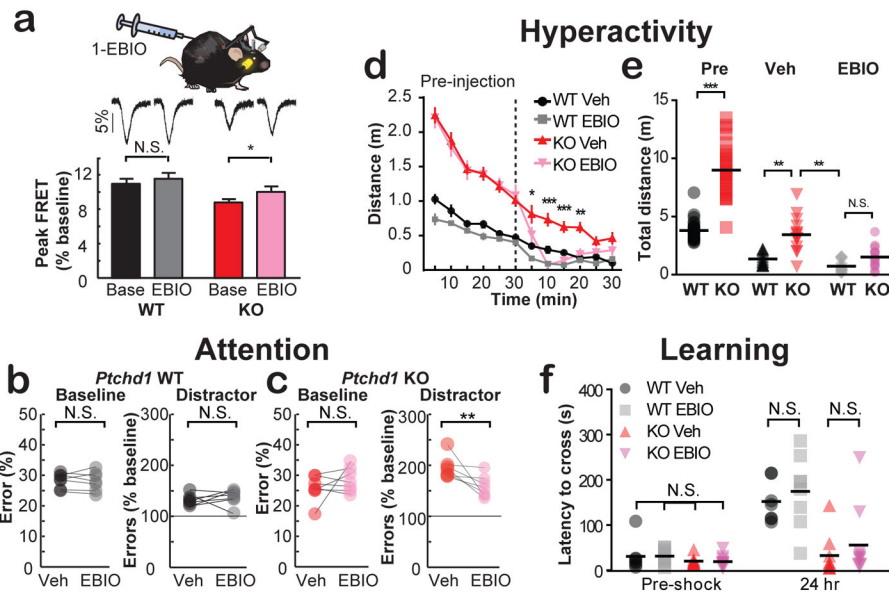 a
1-EBIO
5%
N.S.
*
Peak FRET
(% baseline)
12
8
4
0
Base EBIO Base EBIO
WT KO
Hyperactivity
d
Pre-injection
WT Veh
WT EBIO
KO Veh
KO EBIO
* *** *** **
Distance (m)
2.5
2.0
1.5
1.0
0.5
0
10 20 30 10 20 30
Time (min)
e
Pre Veh EBIO
***
** **
N.S.
Total distance (m)
15
10
5
0
WT KO WT KO WT KO
Attention
b
Ptchd1 WT
Baseline Distractor
N.S. N.S.
Error (%)
50
40
30
20
10
0
Veh EBIO
Errors (% baseline)
300
200
150
100
50
0
Veh EBIO
c
Ptchd1 KO
Baseline Distractor
N.S. **
Error (%)
50
40
30
20
10
0
Veh EBIO
Errors (% baseline)
300
200
150
100
50
0
Veh EBIO
Learning
f
WT Veh
WT EBIO
KO Veh
KO EBIO
N.S. N.S.
N.S.
Latency to cross (s)
400
300
200
100
0
Pre-shock 24 hr